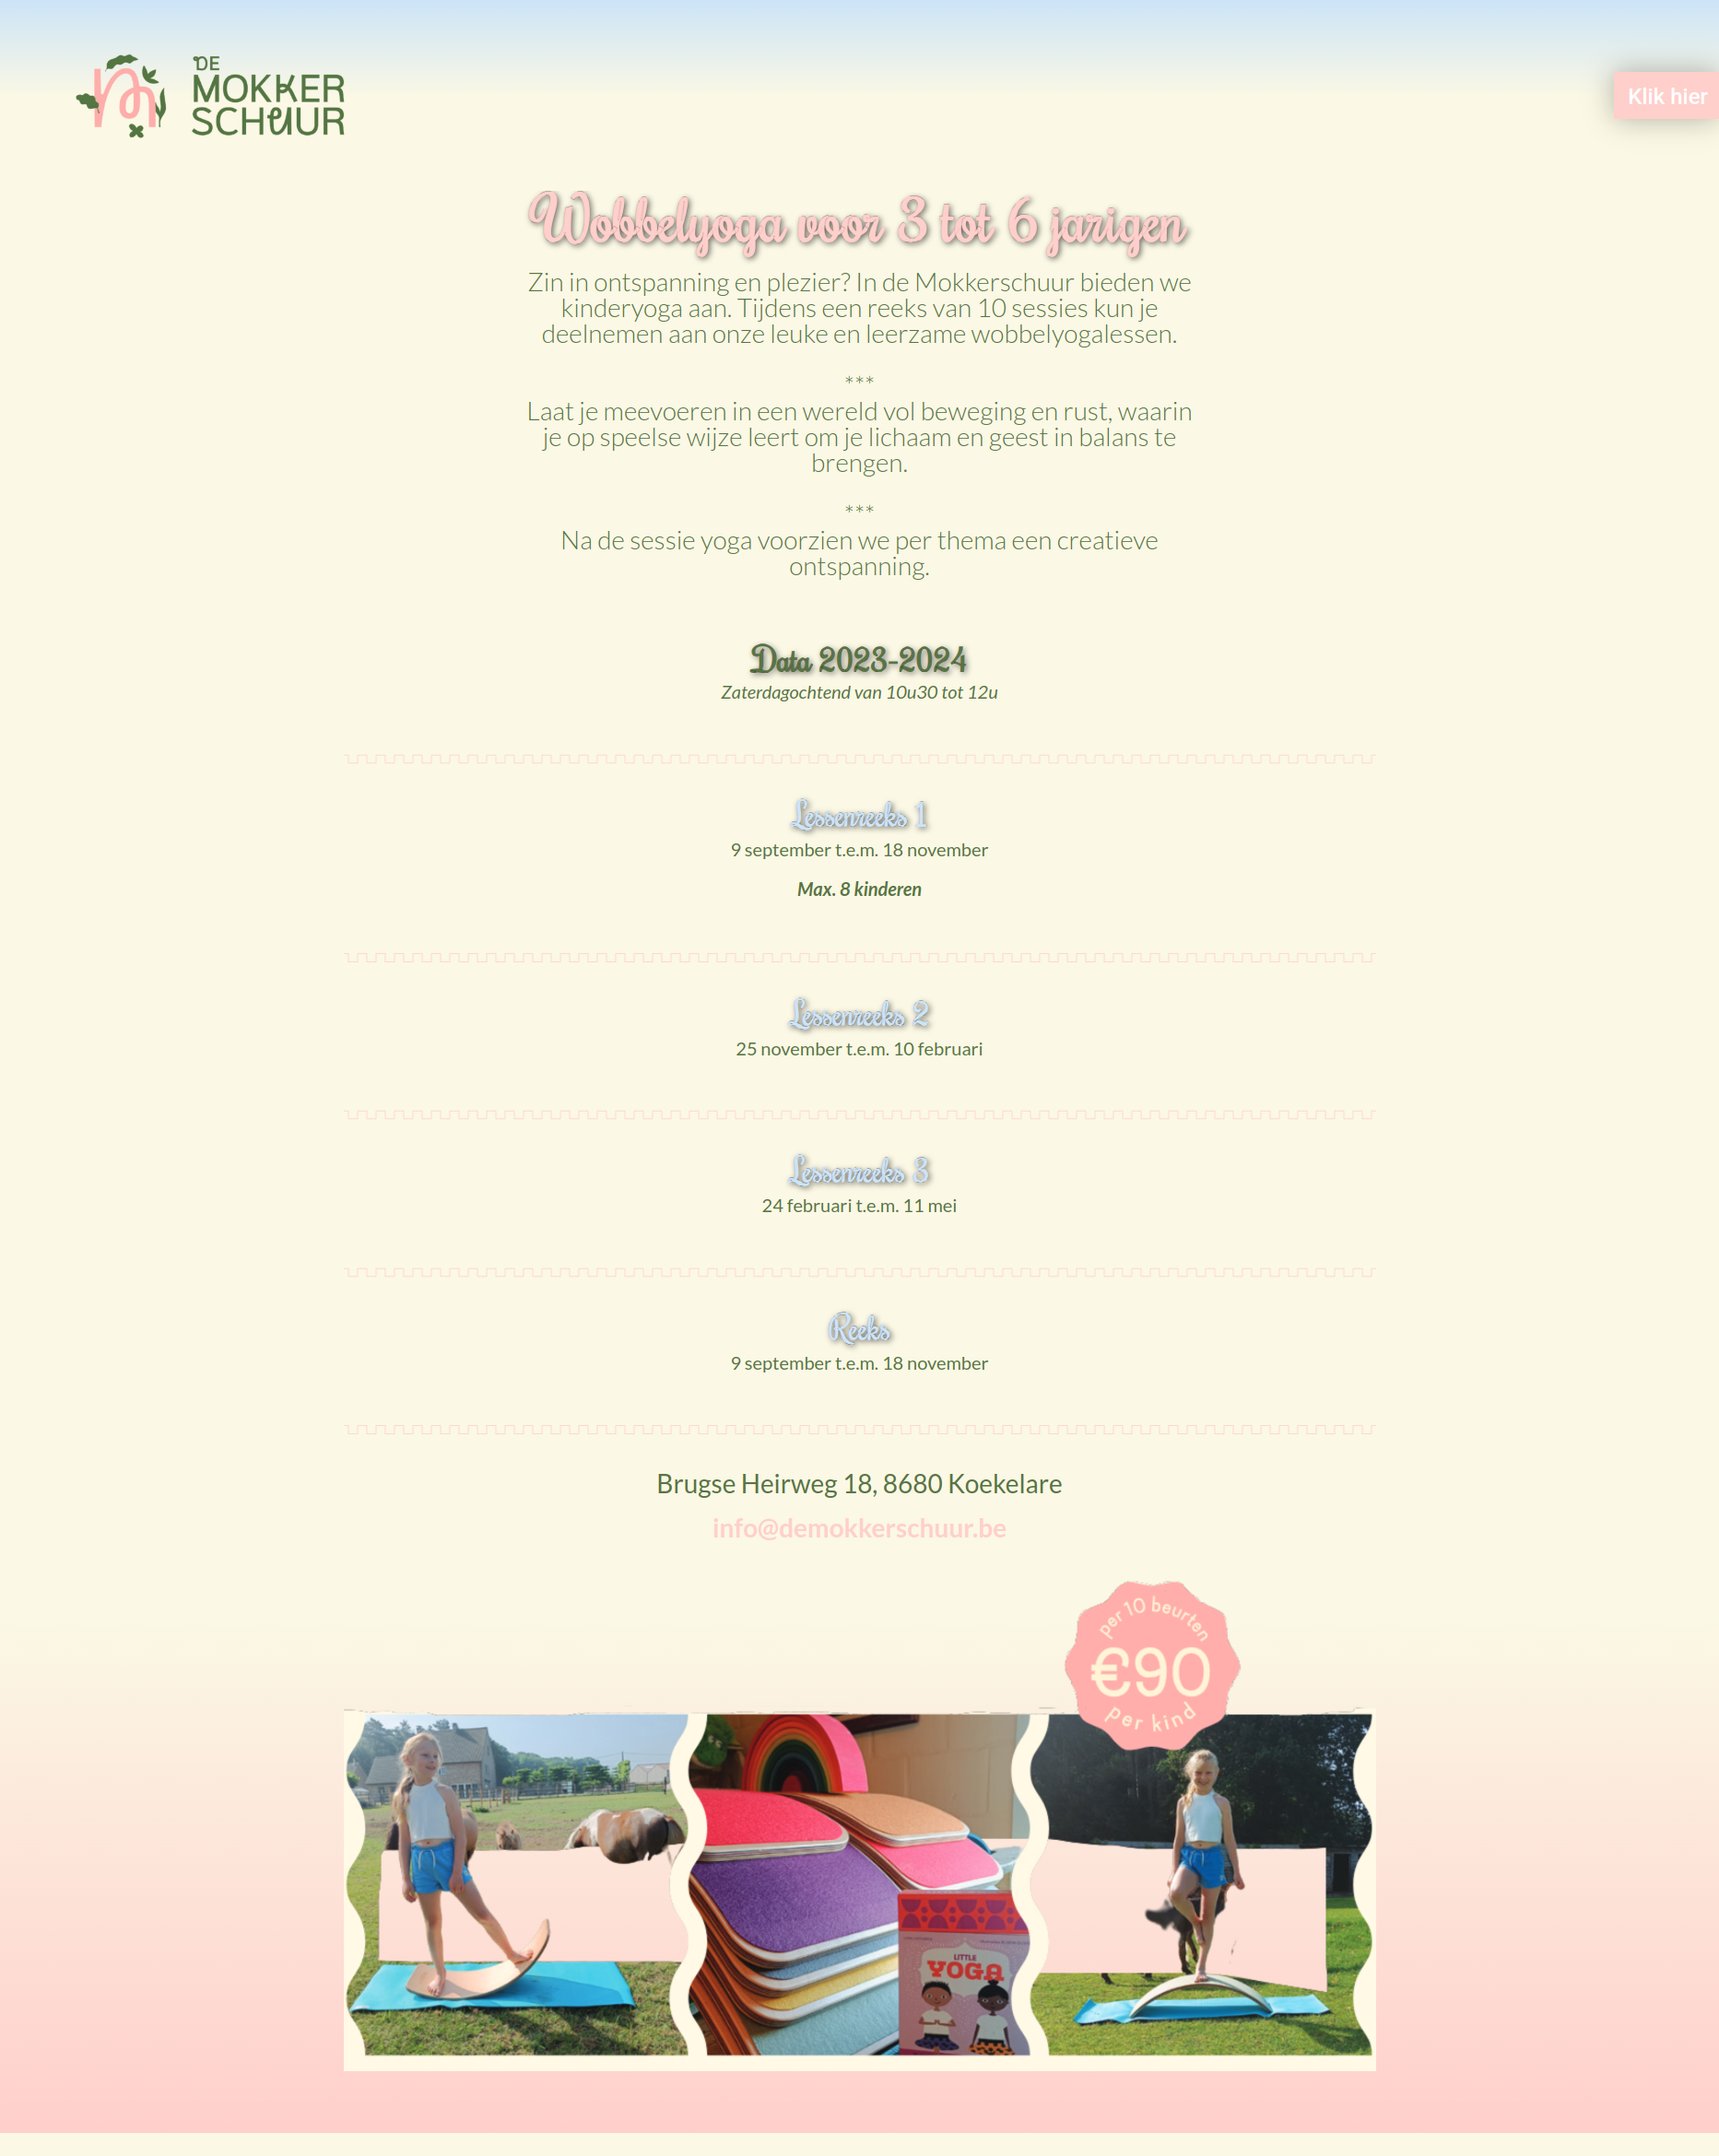 DE
MOKKER
SCHUUR
Klik hier
Wobbelyoga voor 3 tot 6 jarigen
Zin in ontspanning en plezier? In de Mokkerschuur bieden we
kinderyoga aan. Tijdens een reeks van 10 sessies kun je
deelnemen aan onze leuke en leerzame wobbelyogalessen.
***
Laat je meevoeren in een wereld vol beweging en rust, waarin
je op speelse wijze leert om je lichaam en geest in balans te
brengen.
***
Na de sessie yoga voorzien we per thema een creatieve
ontspanning.
Data 2023-2024
Zaterdagochtend van 10u30 tot 12u
Lessenreeks 1
9 september t.e.m. 18 november
Max. 8 kinderen
Lessenreeks 2
25 november t.e.m. 10 februari
Lessenreeks 3
24 februari t.e.m. 11 mei
Reeks
9 september t.e.m. 18 november
Brugse Heirweg 18, 8680 Koekelare
info@demokkerschuur.be
per 10 beurten
€90
per kind
LITTLE
YOGA